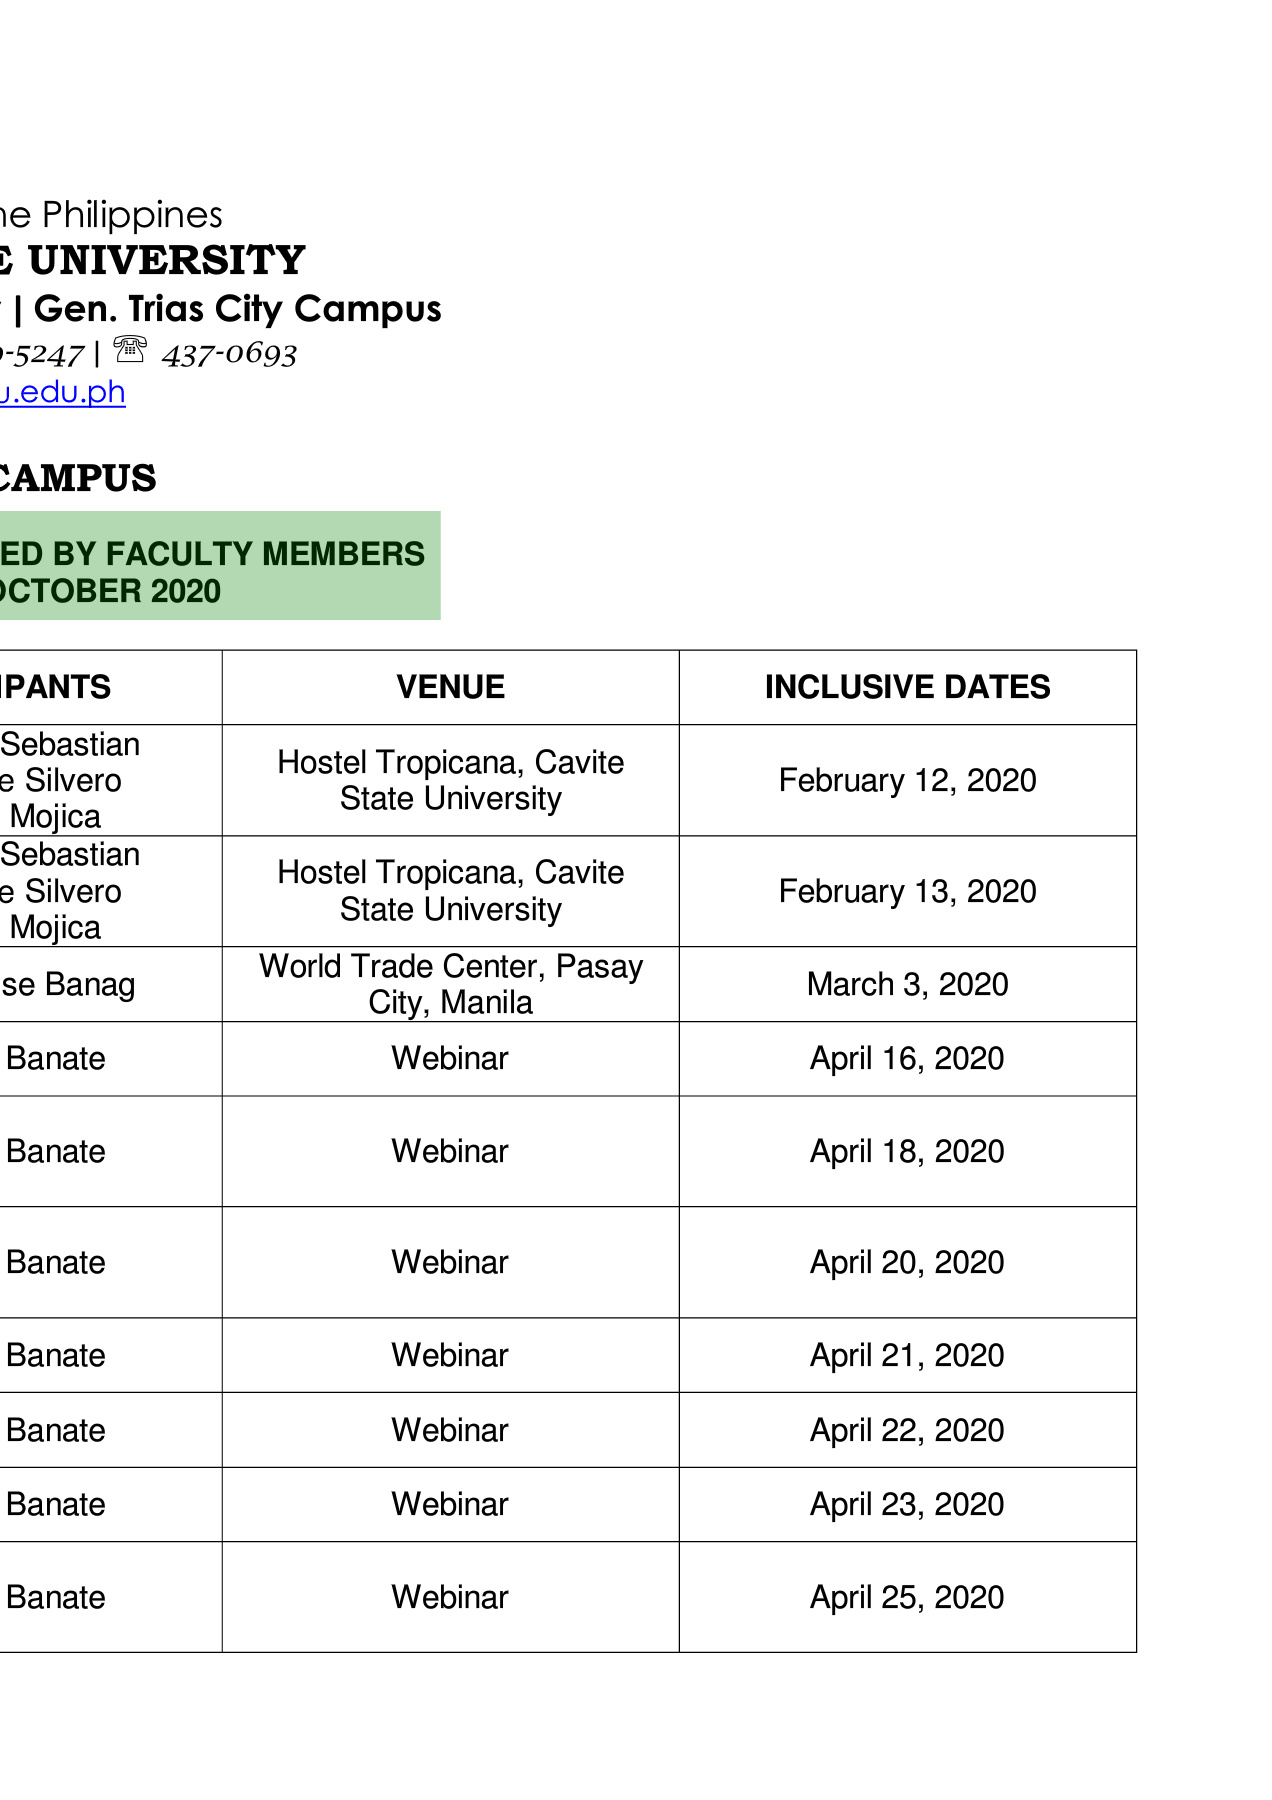 ne Philippines
E UNIVERSITY
| Gen. Trias City Campus
-5247 | ☏ 437-0693
u.edu.ph
CAMPUS
ED BY FACULTY MEMBERS
OCTOBER 2020
IPANTS VENUE INCLUSIVE DATES
Sebastian
e Silvero
Mojica
Hostel Tropicana, Cavite
State University
February 12, 2020
Sebastian
e Silvero
Mojica
Hostel Tropicana, Cavite
State University
February 13, 2020
se Banag
World Trade Center, Pasay
City, Manila
March 3, 2020
Banate Webinar April 16, 2020
Banate Webinar April 18, 2020
Banate Webinar April 20, 2020
Banate Webinar April 21, 2020
Banate Webinar April 22, 2020
Banate Webinar April 23, 2020
Banate Webinar April 25, 2020